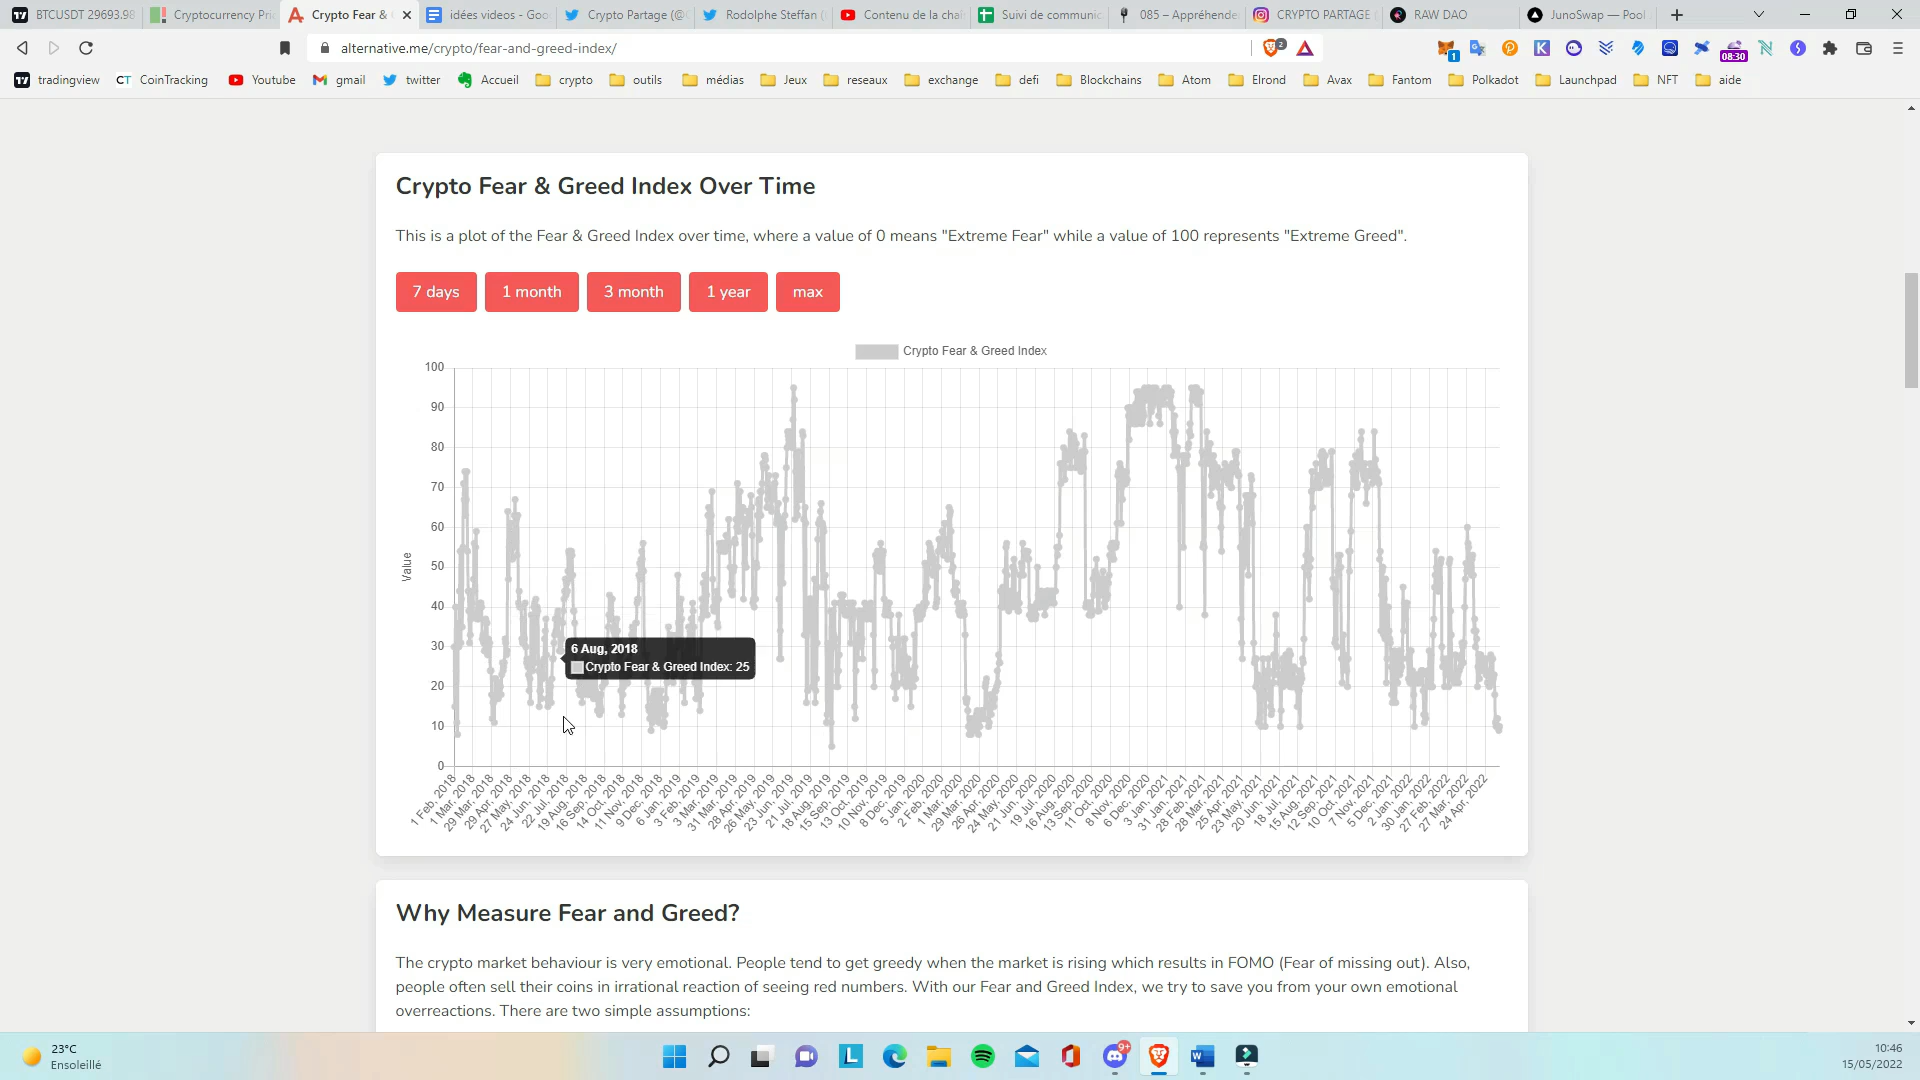 BTCUSDT 29693.98
Cryptocurrency Pri
Crypto Fear & 
idées videos - Goo
Crypto Partage (@
Rodolphe Steffan (
Contenu de la chaî
Suivi de communic
085 – Appréhende
CRYPTO PARTAGE
RAW DAO
JunoSwap — Pool
alternative.me/crypto/fear-and-greed-index/
2
1
08:30
tradingview
CoinTracking
Youtube
gmail
twitter
Accueil
crypto
outils
médias
Jeux
reseaux
exchange
defi
Blockchains
Atom
Elrond
Avax
Fantom
Polkadot
Launchpad
NFT
aide
Crypto Fear & Greed Index Over Time
This is a plot of the Fear & Greed Index over time, where a value of 0 means "Extreme Fear" while a value of 100 represents "Extreme Greed".
7 days
1 month
3 month
1 year
max
Crypto Fear & Greed Index
100
90
80
70
60
50
40
30
20
10
0
Value
6 Aug, 2018
Crypto Fear & Greed Index: 25
1 Feb, 2018
1 Mar, 2018
29 Mar, 2018
29 Apr, 2018
27 May, 2018
24 Jun, 2018
22 Jul, 2018
19 Aug, 2018
16 Sep, 2018
14 Oct, 2018
11 Nov, 2018
9 Dec, 2018
6 Jan, 2019
3 Feb, 2019
3 Mar, 2019
31 Mar, 2019
28 Apr, 2019
26 May, 2019
23 Jun, 2019
21 Jul, 2019
18 Aug, 2019
15 Sep, 2019
13 Oct, 2019
10 Nov, 2019
8 Dec, 2019
5 Jan, 2020
2 Feb, 2020
1 Mar, 2020
29 Mar, 2020
26 Apr, 2020
24 May, 2020
21 Jun, 2020
19 Jul, 2020
16 Aug, 2020
13 Sep, 2020
11 Oct, 2020
8 Nov, 2020
6 Dec, 2020
3 Jan, 2021
31 Jan, 2021
28 Feb, 2021
28 Mar, 2021
25 Apr, 2021
23 May, 2021
20 Jun, 2021
18 Jul, 2021
15 Aug, 2021
12 Sep, 2021
10 Oct, 2021
7 Nov, 2021
5 Dec, 2021
2 Jan, 2022
30 Jan, 2022
27 Feb, 2022
27 Mar, 2022
24 Apr, 2022
Why Measure Fear and Greed?
The crypto market behaviour is very emotional. People tend to get greedy when the market is rising which results in FOMO (Fear of missing out). Also,
people often sell their coins in irrational reaction of seeing red numbers. With our Fear and Greed Index, we try to save you from your own emotional
overreactions. There are two simple assumptions:
23°C
Ensoleillé
9+
10:46
15/05/2022